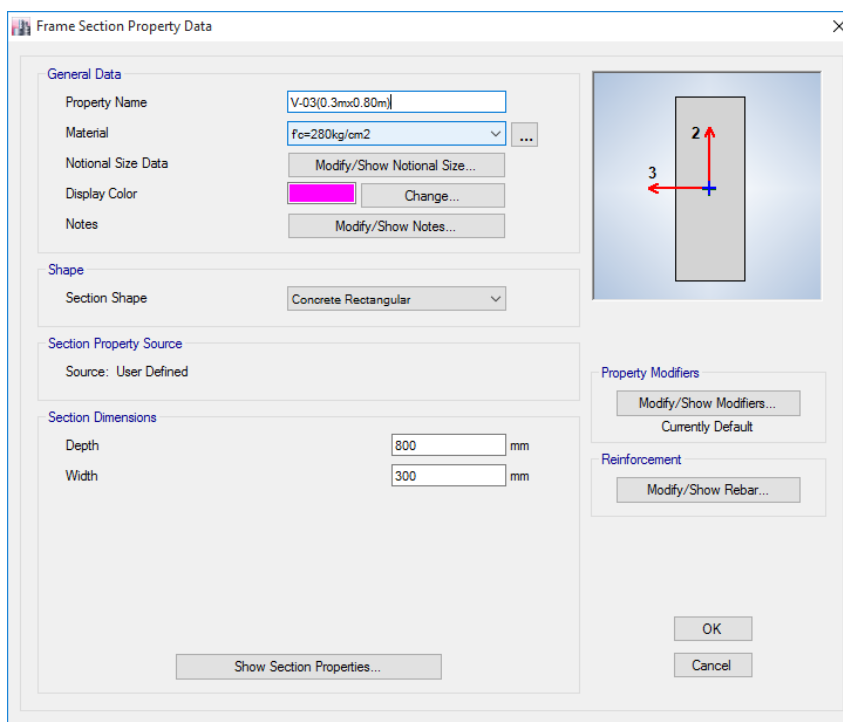 Frame Section Property Data
General Data
Property Name V-03(0.3mx0.80m)
Material f'c=280kg/cm2 ...
Notional Size Data Modify/Show Notional Size...
Display Color Change...
Notes Modify/Show Notes...
Shape
Section Shape Concrete Rectangular
Section Property Source
Source: User Defined
Section Dimensions
Depth 800 mm
Width 300 mm
Show Section Properties...
2
3
Property Modifiers
Modify/Show Modifiers...
Currently Default
Reinforcement
Modify/Show Rebar...
OK
Cancel